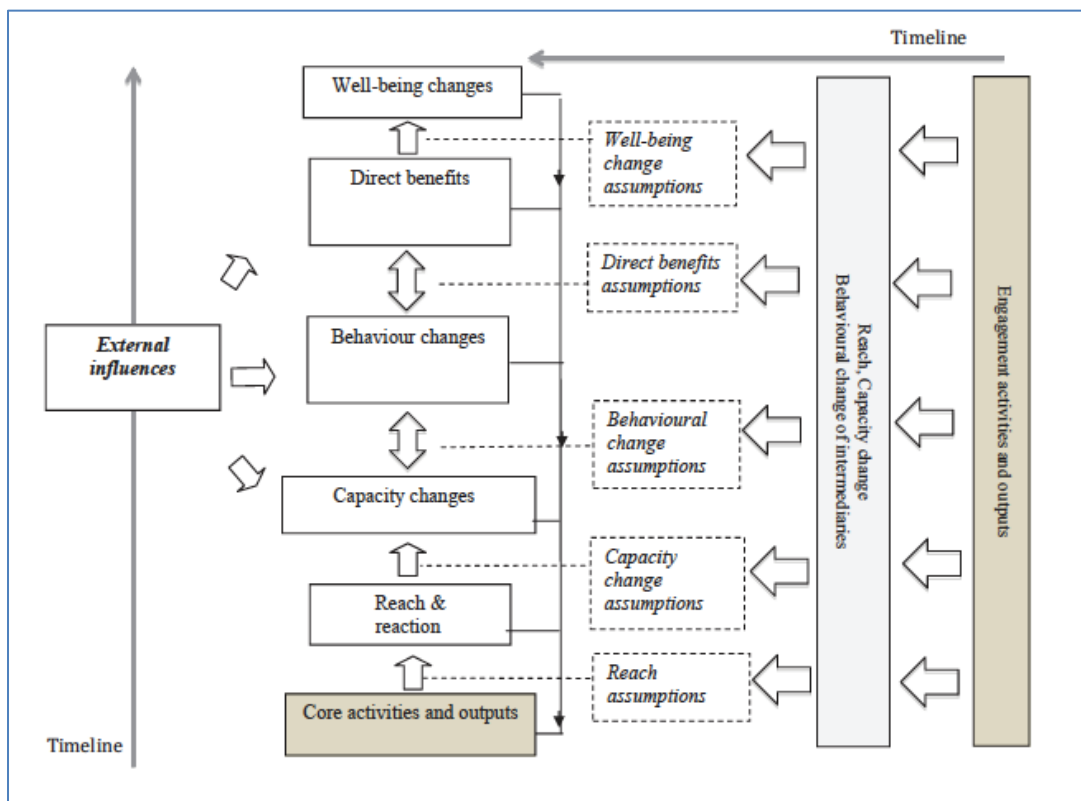 Timeline
Well-being changes
Well-being
change
assumptions
Direct benefits
Direct benefits
assumptions
External
influences
Behaviour changes
Behavioural
change
assumptions
Capacity changes
Capacity
change
assumptions
Reach &
reaction
Reach
assumptions
Core activities and outputs
Timeline
Reach, Capacity change
Behavioural change of intermediaries
Engagement activities and outputs